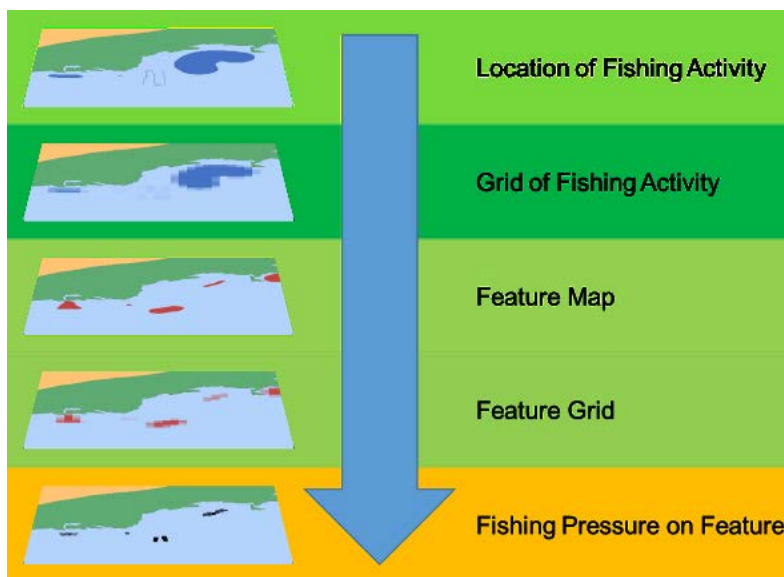 Location of Fishing Activity
Grid of Fishing Activity
Feature Map
Feature Grid
Fishing Pressure on Feature